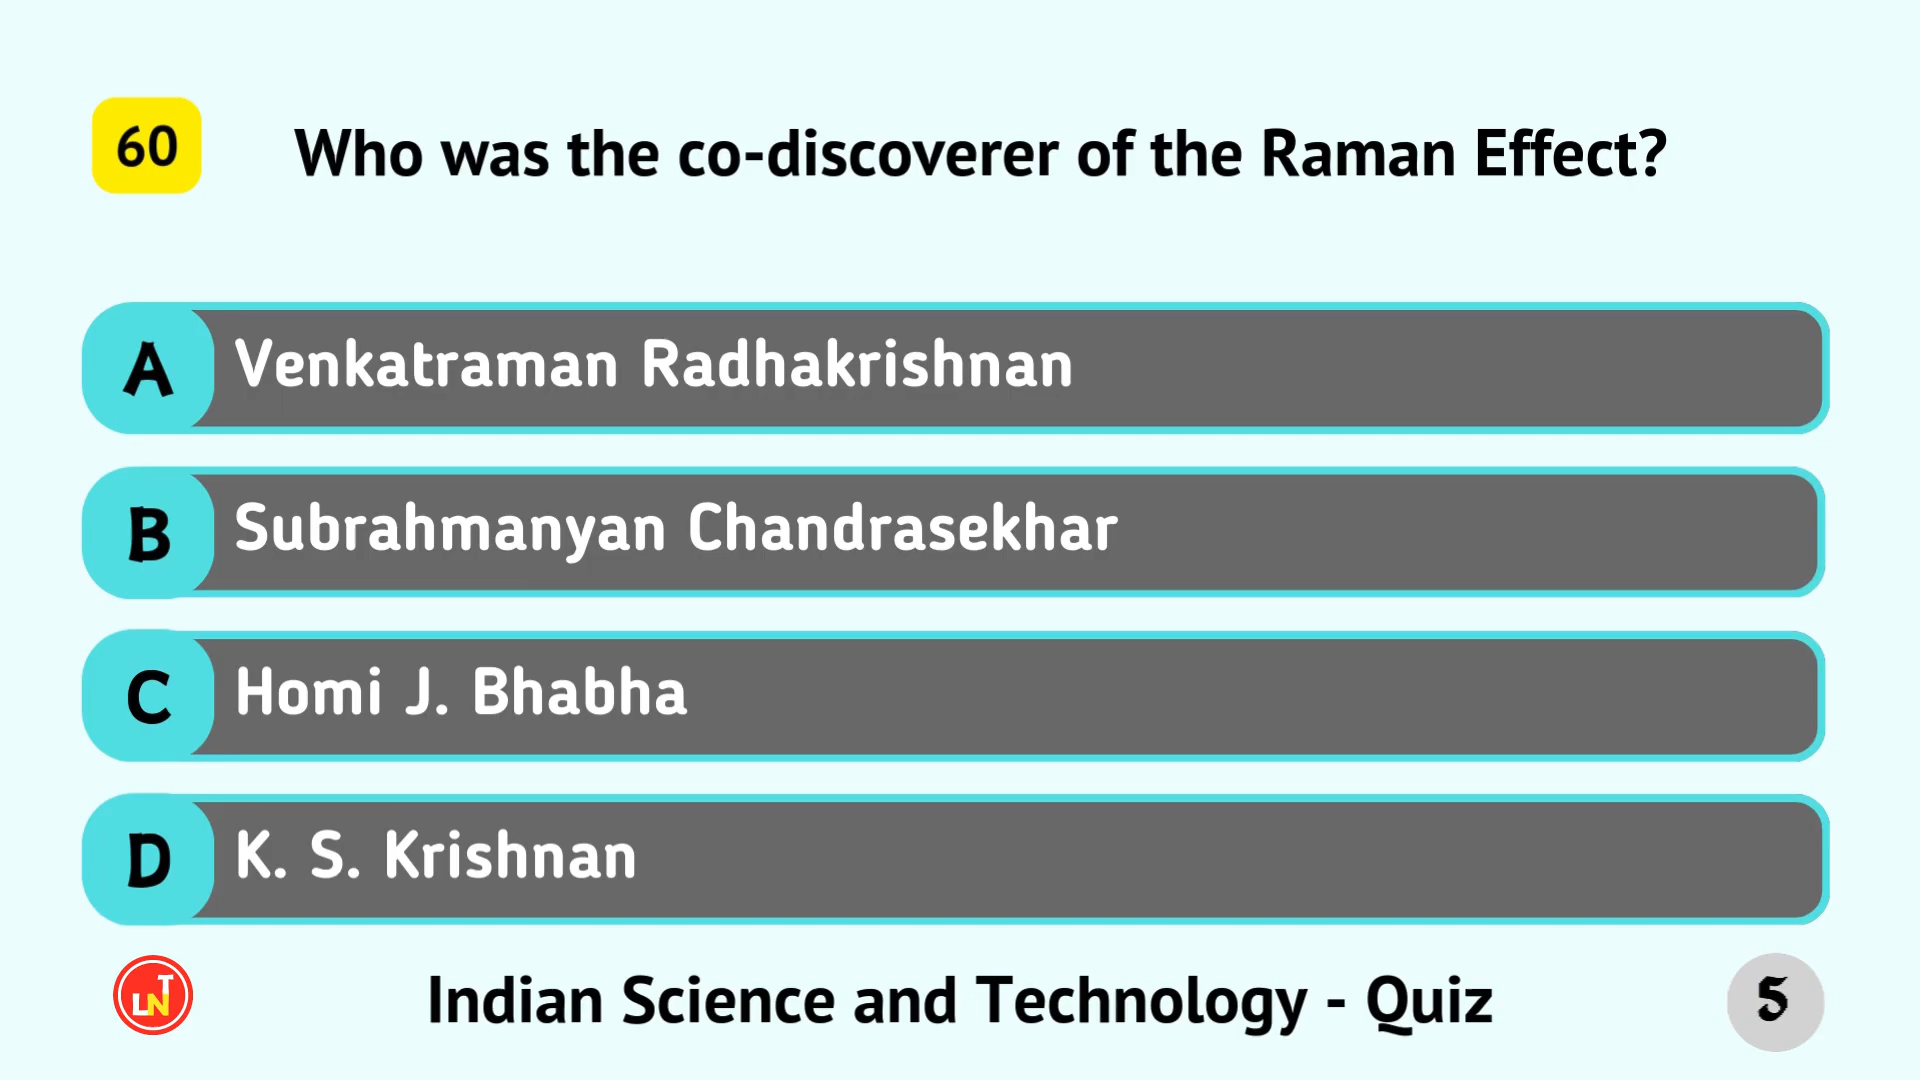 60
Who was the co-discoverer of the Raman Effect?
A
Venkatraman Radhakrishnan
B
Subrahmanyan Chandrasekhar
C
Homi J. Bhabha
D
K. S. Krishnan
LNT
Indian Science and Technology - Quiz
5